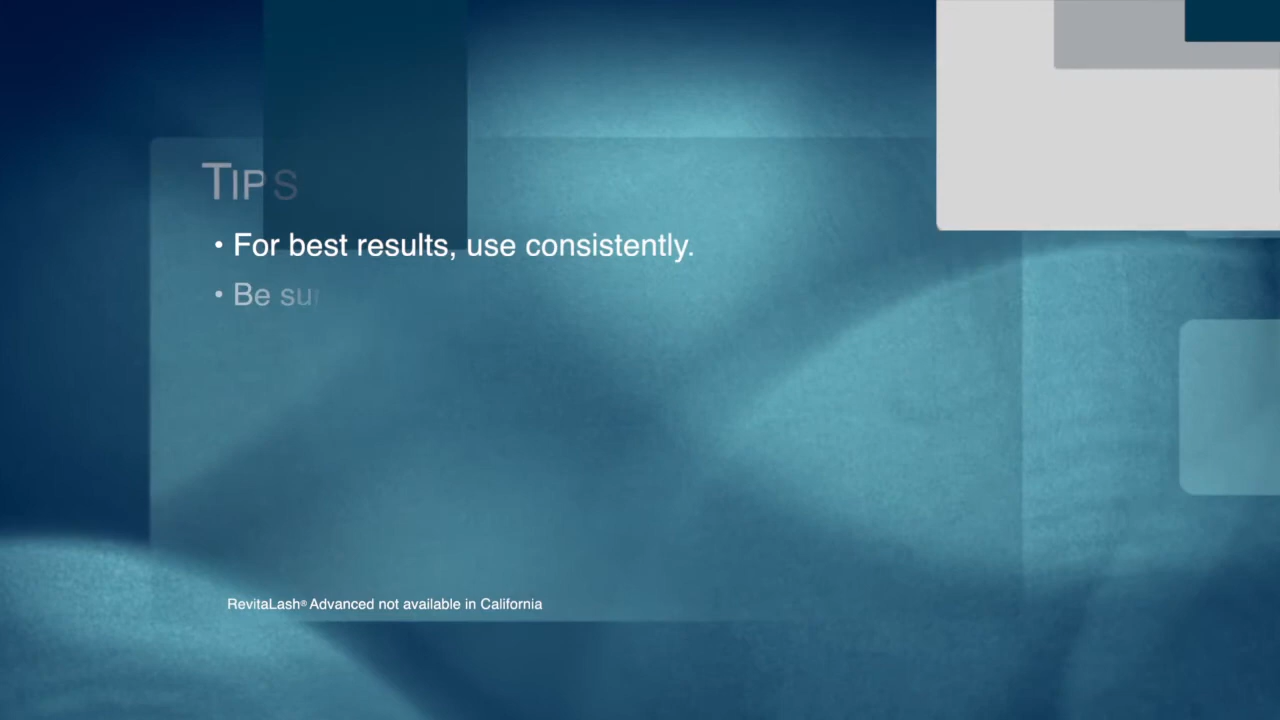 TIPS
• For best results, use consistently.
• Be
RevitaLash® Advanced not available in California